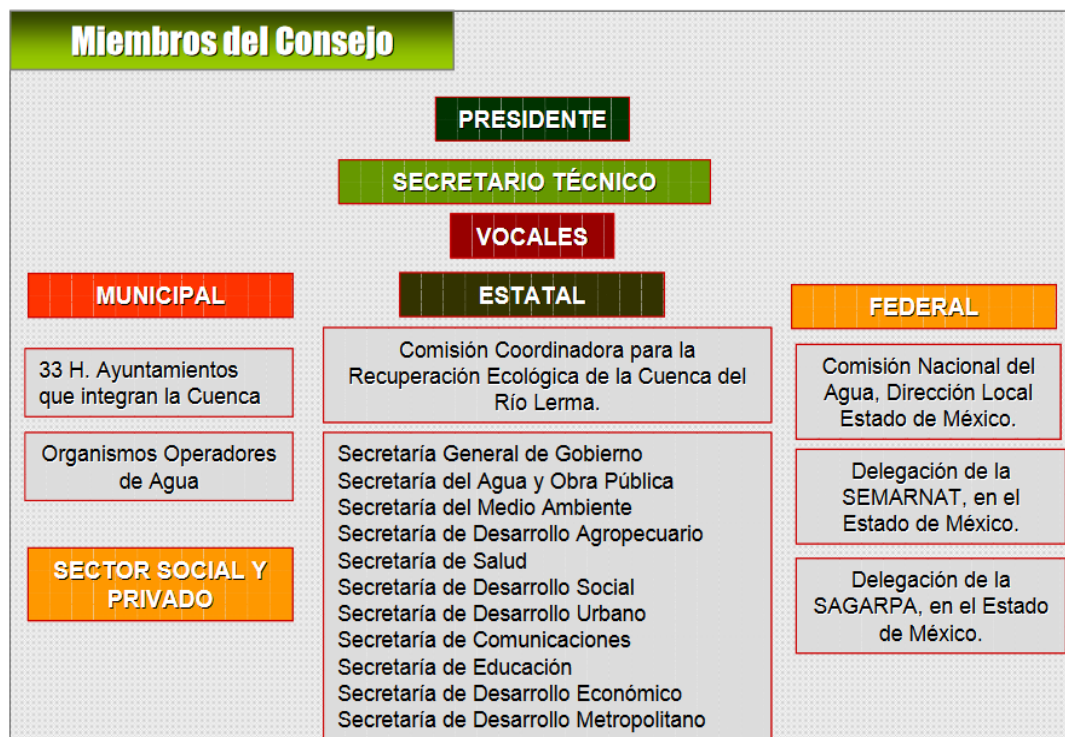 Miembros del Consejo
PRESIDENTE
SECRETARIO TÉCNICO
VOCALES
MUNICIPAL
33 H. Ayuntamientos
que integran la Cuenca
Organismos Operadores
de Agua
SECTOR SOCIAL Y
PRIVADO
ESTATAL
Comisión Coordinadora para la
Recuperación Ecológica de la Cuenca del
Río Lerma.
Secretaría General de Gobierno
Secretaría del Agua y Obra Pública
Secretaría del Medio Ambiente
Secretaría de Desarrollo Agropecuario
Secretaría de Salud
Secretaría de Desarrollo Social
Secretaría de Desarrollo Urbano
Secretaría de Comunicaciones
Secretaría de Educación
Secretaría de Desarrollo Económico
Secretaría de Desarrollo Metropolitano
FEDERAL
Comisión Nacional del
Agua, Dirección Local
Estado de México.
Delegación de la
SEMARNAT, en el
Estado de México.
Delegación de la
SAGARPA, en el Estado
de México.